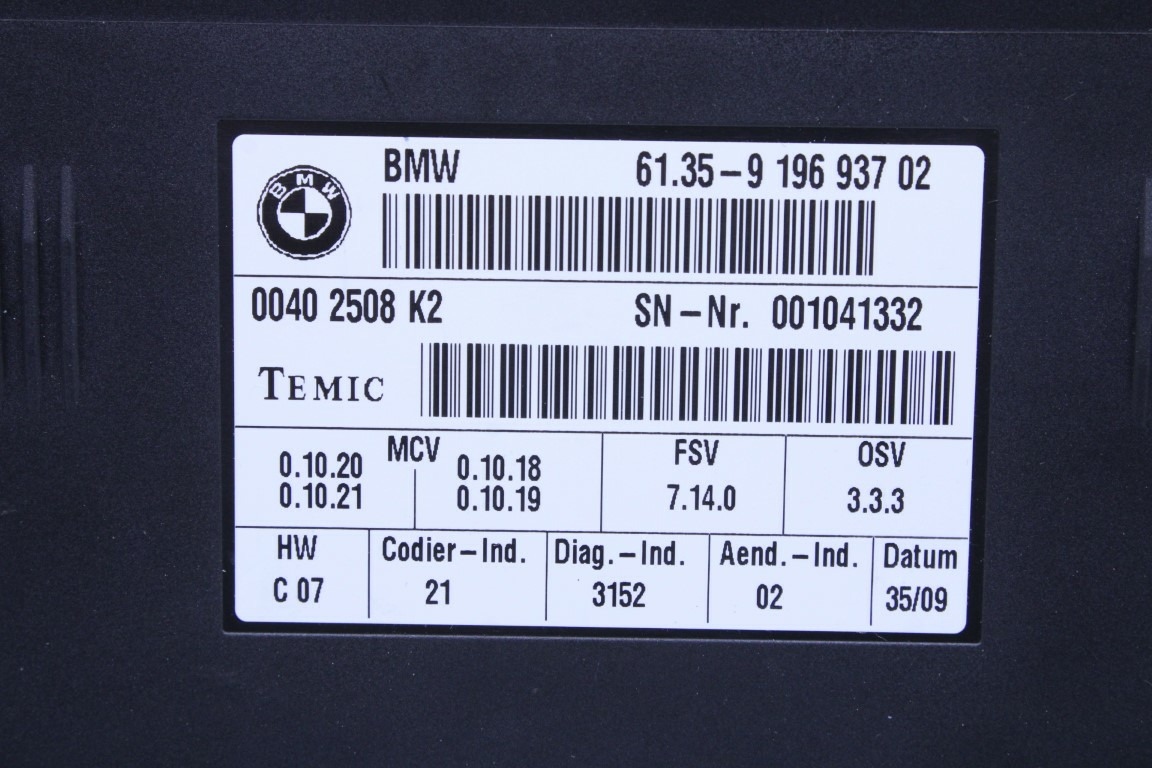 BMW
BMW 61.35-9 196 937 02
0040 2508 K2 SN-Nr. 001041332
TEMIC
MCV FSV OSV
0.10.20 0.10.18
0.10.21 0.10.19 7.14.0 3.3.3
HW Codier-Ind. Diag.-Ind. Aend.-Ind. Datum
C 07 21 3152 02 35/09